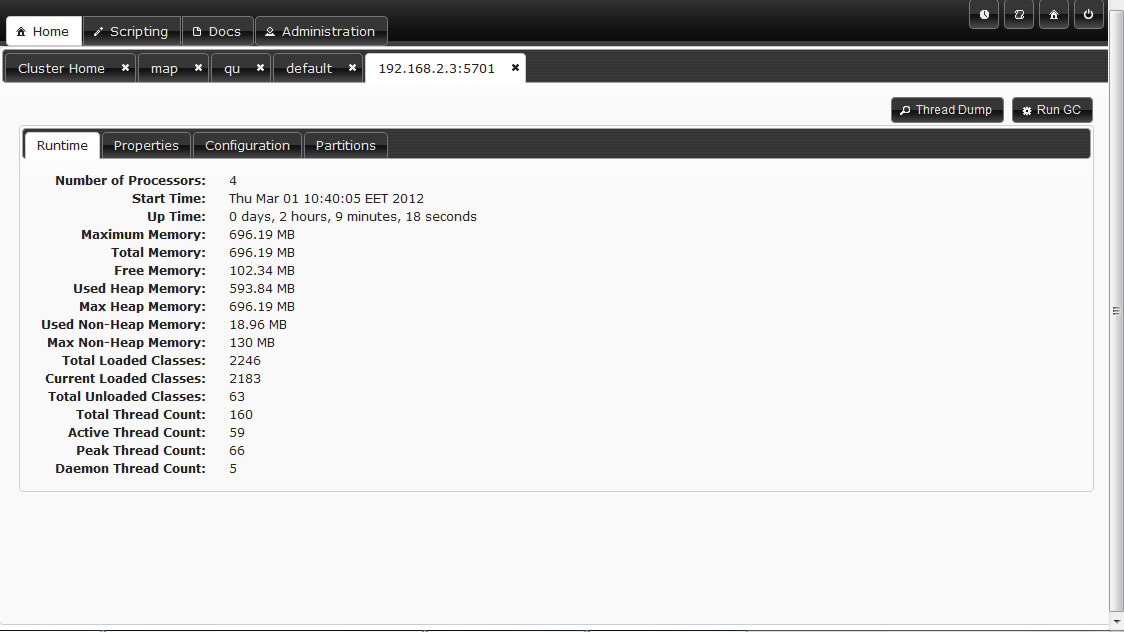 Home Scripting Docs Administration
Cluster Home map qu default 192.168.2.3:5701
Thread Dump Run GC
Runtime Properties Configuration Partitions
Number of Processors: 4
Start Time: Thu Mar 01 10:40:05 EET 2012
Up Time: 0 days, 2 hours, 9 minutes, 18 seconds
Maximum Memory: 696.19 MB
Total Memory: 696.19 MB
Free Memory: 102.34 MB
Used Heap Memory: 593.84 MB
Max Heap Memory: 696.19 MB
Used Non-Heap Memory: 18.96 MB
Max Non-Heap Memory: 130 MB
Total Loaded Classes: 2246
Current Loaded Classes: 2183
Total Unloaded Classes: 63
Total Thread Count: 160
Active Thread Count: 59
Peak Thread Count: 66
Daemon Thread Count: 5